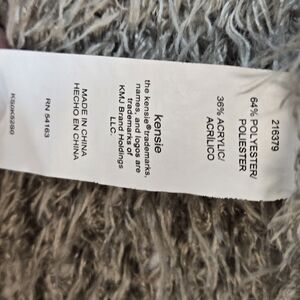 216379
64% POLYESTER/
POLIESTER
36% ACRYLIC/
ACRILICO
kensie
the kensie®trademarks,
names, and logos are
trademarks of
KMJ Brand Holdings
LLC.
MADE IN CHINA
HECHO EN CHINA
RN 54163
KS0K5280